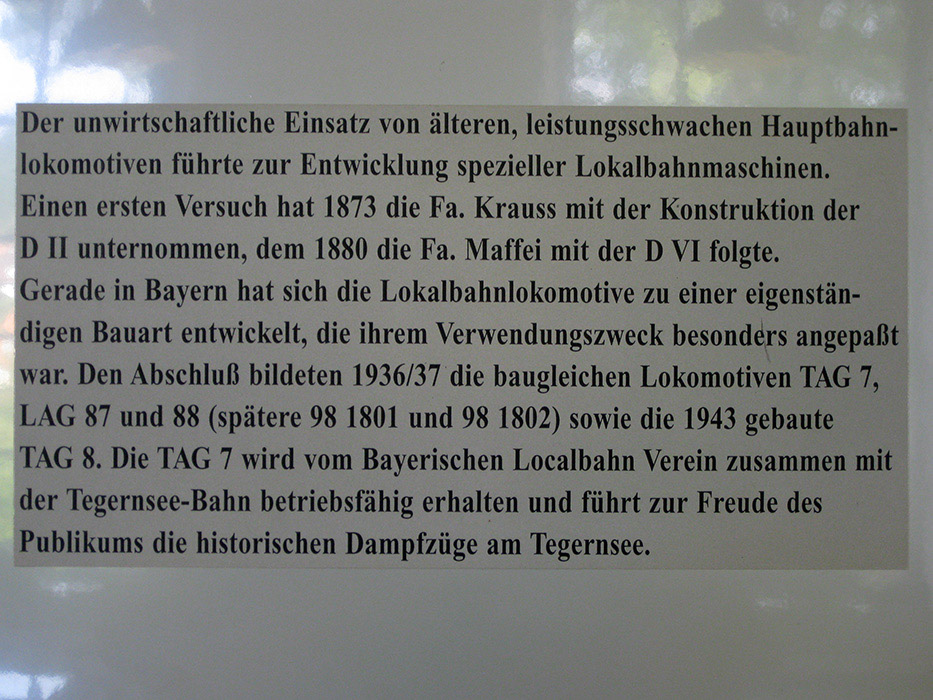 Der unwirtschaftliche Einsatz von älteren, leistungsschwachen Hauptbahn-
lokomotiven führte zur Entwicklung spezieller Lokalbahnmaschinen.
Einen ersten Versuch hat 1873 die Fa. Krauss mit der Konstruktion der
D II unternommen, dem 1880 die Fa. Maffei mit der D VI folgte.
Gerade in Bayern hat sich die Lokalbahnlokomotive zu einer eigenstän-
digen Bauart entwickelt, die ihrem Verwendungszweck besonders angepaßt
war. Den Abschluß bildeten 1936/37 die baugleichen Lokomotiven TAG 7,
LAG 87 und 88 (spätere 98 1801 und 98 1802) sowie die 1943 gebaute
TAG 8. Die TAG 7 wird vom Bayerischen Localbahn Verein zusammen mit
der Tegernsee-Bahn betriebsfähig erhalten und führt zur Freude des
Publikums die historischen Dampfzüge am Tegernsee.